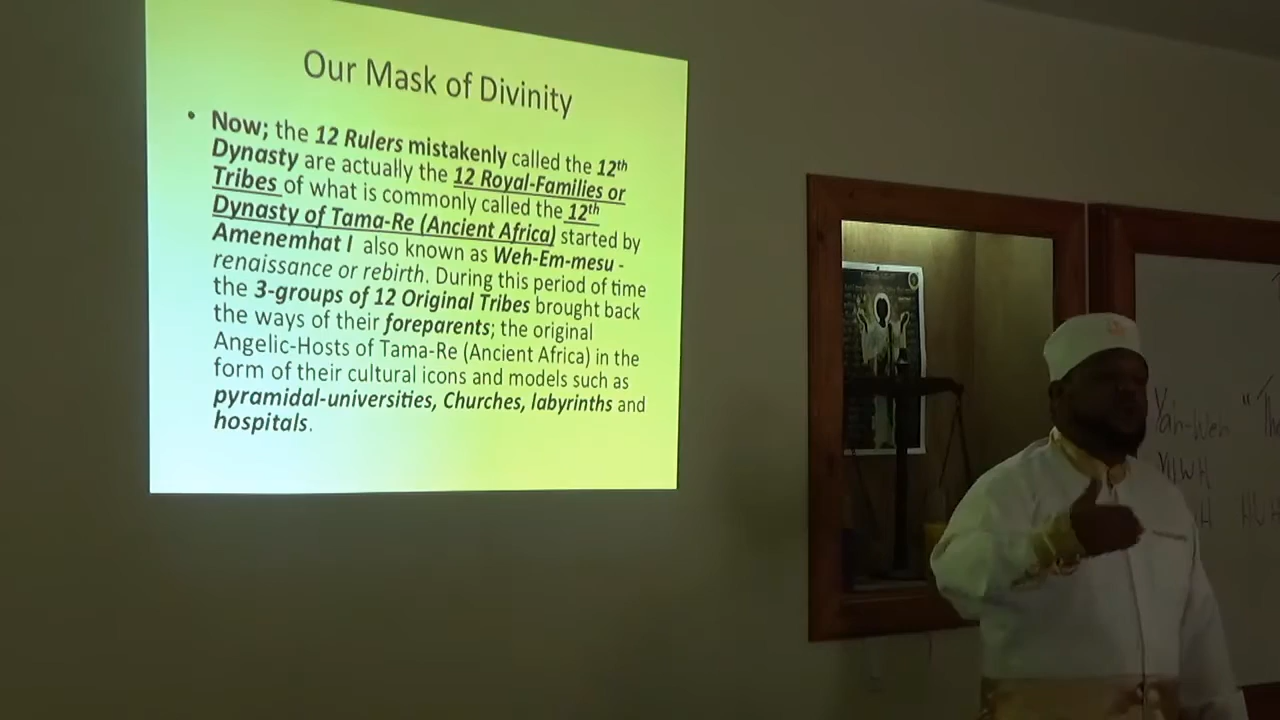 Our Mask of Divinity
• Now; the 12 Rulers mistakenly called the 12th
Dynasty are actually the 12 Royal-Families or
Tribes of what is commonly called the 12th
Dynasty of Tama-Re (Ancient Africa) started by
Amenemhat I also known as Weh-Em-mesu -
renaissance or rebirth. During this period of time
the 3-groups of 12 Original Tribes brought back
the ways of their foreparents; the original
Angelic-Hosts of Tama-Re (Ancient Africa) in the
form of their cultural icons and models such as
pyramidal-universities, Churches, labyrinths and
hospitals.
Yah-Weh
YHWH